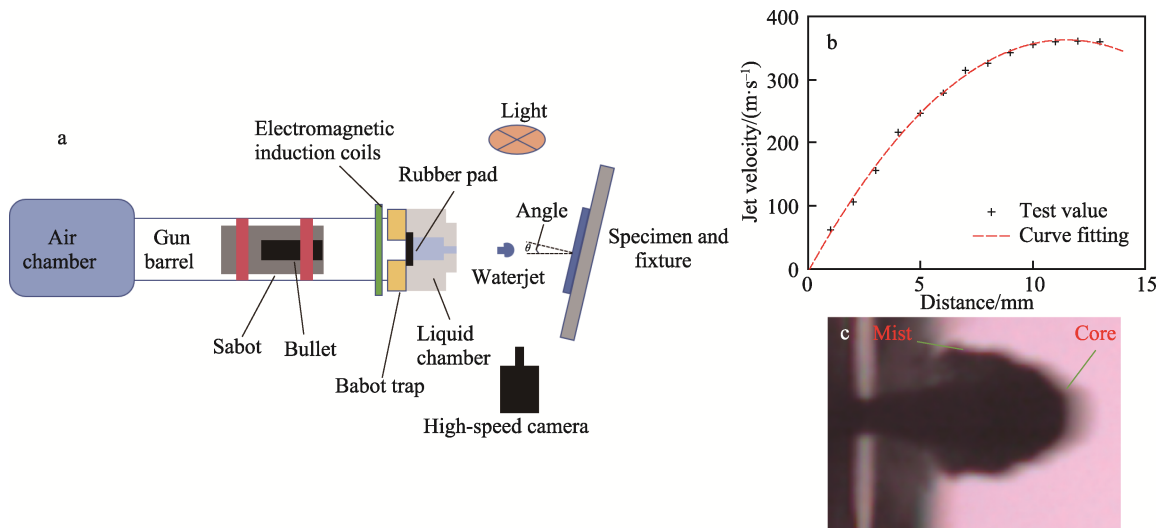 a
Air
chamber
Gun
barrel
Sabot
Bullet
Electromagnetic
induction coils
Rubber pad
Light
Angle
θ
Waterjet
Specimen and
fixture
Liquid
chamber
Babot trap
High-speed camera
b
Jet velocity/(m·s⁻¹)
400
300
200
100
0
0
5
10
15
Distance/mm
Test value
Curve fitting
c
Mist
Core